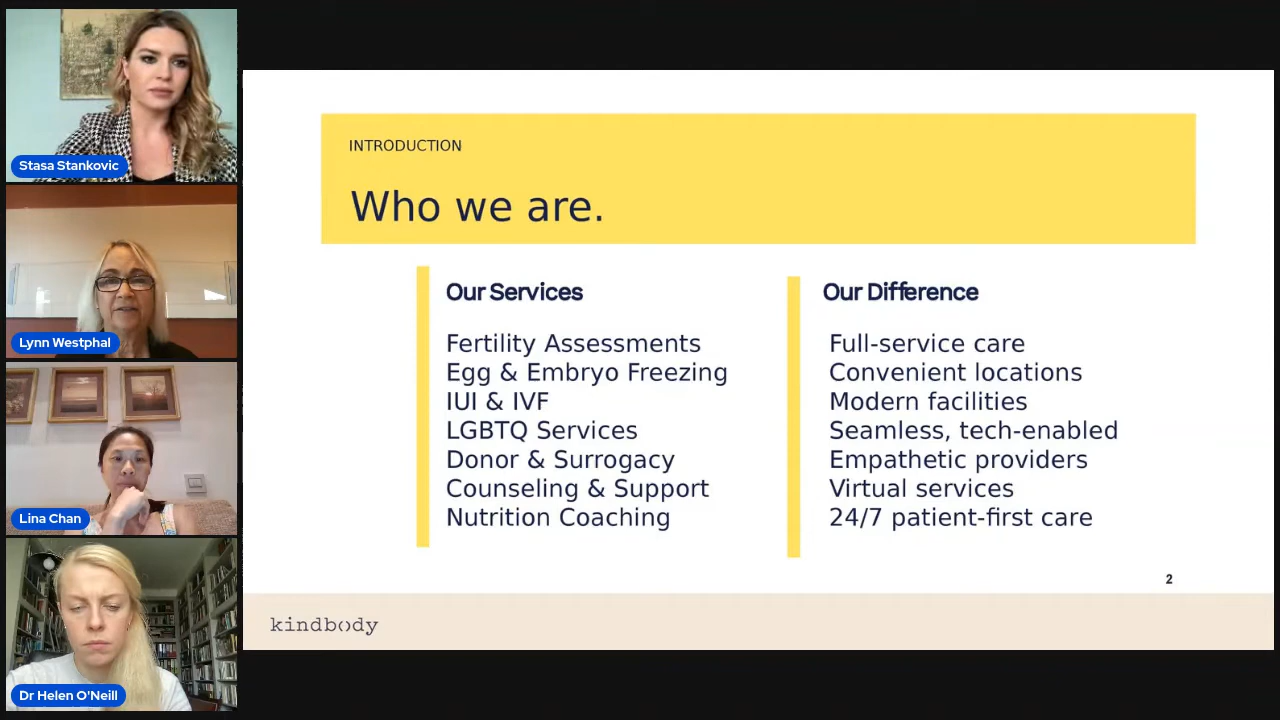 Stasa Stankovic
Lynn Westphal
Lina Chan
Dr Helen O'Neill
INTRODUCTION
Who we are.
Our Services
Fertility Assessments
Egg & Embryo Freezing
IUI & IVF
LGBTQ Services
Donor & Surrogacy
Counseling & Support
Nutrition Coaching
Our Difference
Full-service care
Convenient locations
Modern facilities
Seamless, tech-enabled
Empathetic providers
Virtual services
24/7 patient-first care
2
kindbody